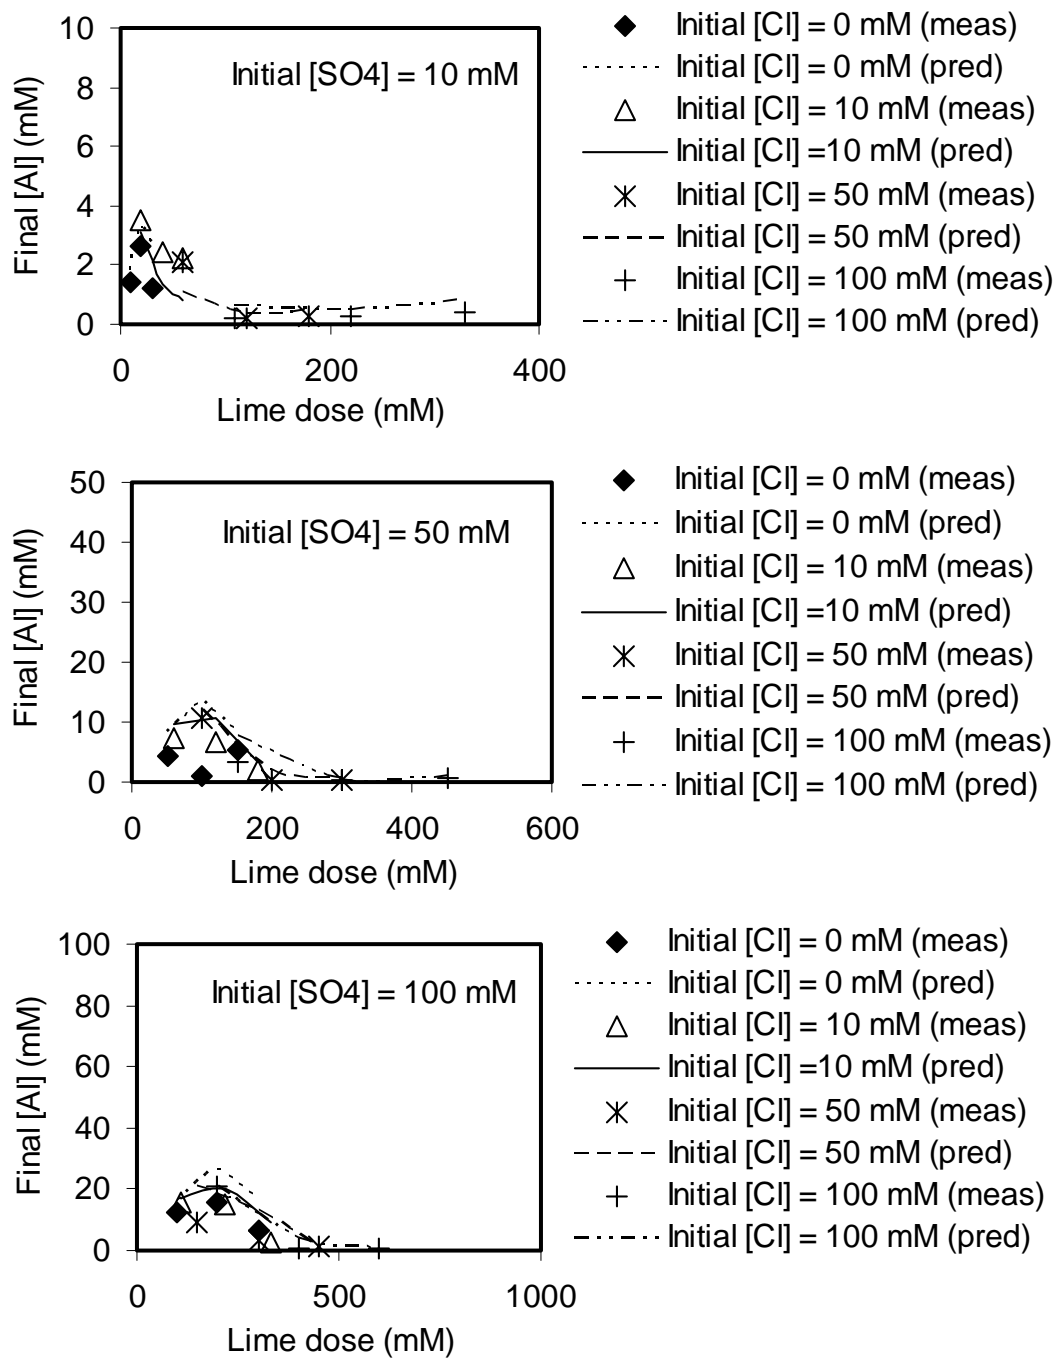 10
8
6
4
2
0
Final [Al] (mM)
Initial [SO4] = 10 mM
0
200
400
Lime dose (mM)
Initial [Cl] = 0 mM (meas)
Initial [Cl] = 0 mM (pred)
Initial [Cl] = 10 mM (meas)
Initial [Cl] =10 mM (pred)
Initial [Cl] = 50 mM (meas)
Initial [Cl] = 50 mM (pred)
Initial [Cl] = 100 mM (meas)
Initial [Cl] = 100 mM (pred)
50
40
30
20
10
0
Final [Al] (mM)
Initial [SO4] = 50 mM
0
200
400
600
Lime dose (mM)
Initial [Cl] = 0 mM (meas)
Initial [Cl] = 0 mM (pred)
Initial [Cl] = 10 mM (meas)
Initial [Cl] =10 mM (pred)
Initial [Cl] = 50 mM (meas)
Initial [Cl] = 50 mM (pred)
Initial [Cl] = 100 mM (meas)
Initial [Cl] = 100 mM (pred)
100
80
60
40
20
0
Final [Al] (mM)
Initial [SO4] = 100 mM
0
500
1000
Lime dose (mM)
Initial [Cl] = 0 mM (meas)
Initial [Cl] = 0 mM (pred)
Initial [Cl] = 10 mM (meas)
Initial [Cl] =10 mM (pred)
Initial [Cl] = 50 mM (meas)
Initial [Cl] = 50 mM (pred)
Initial [Cl] = 100 mM (meas)
Initial [Cl] = 100 mM (pred)